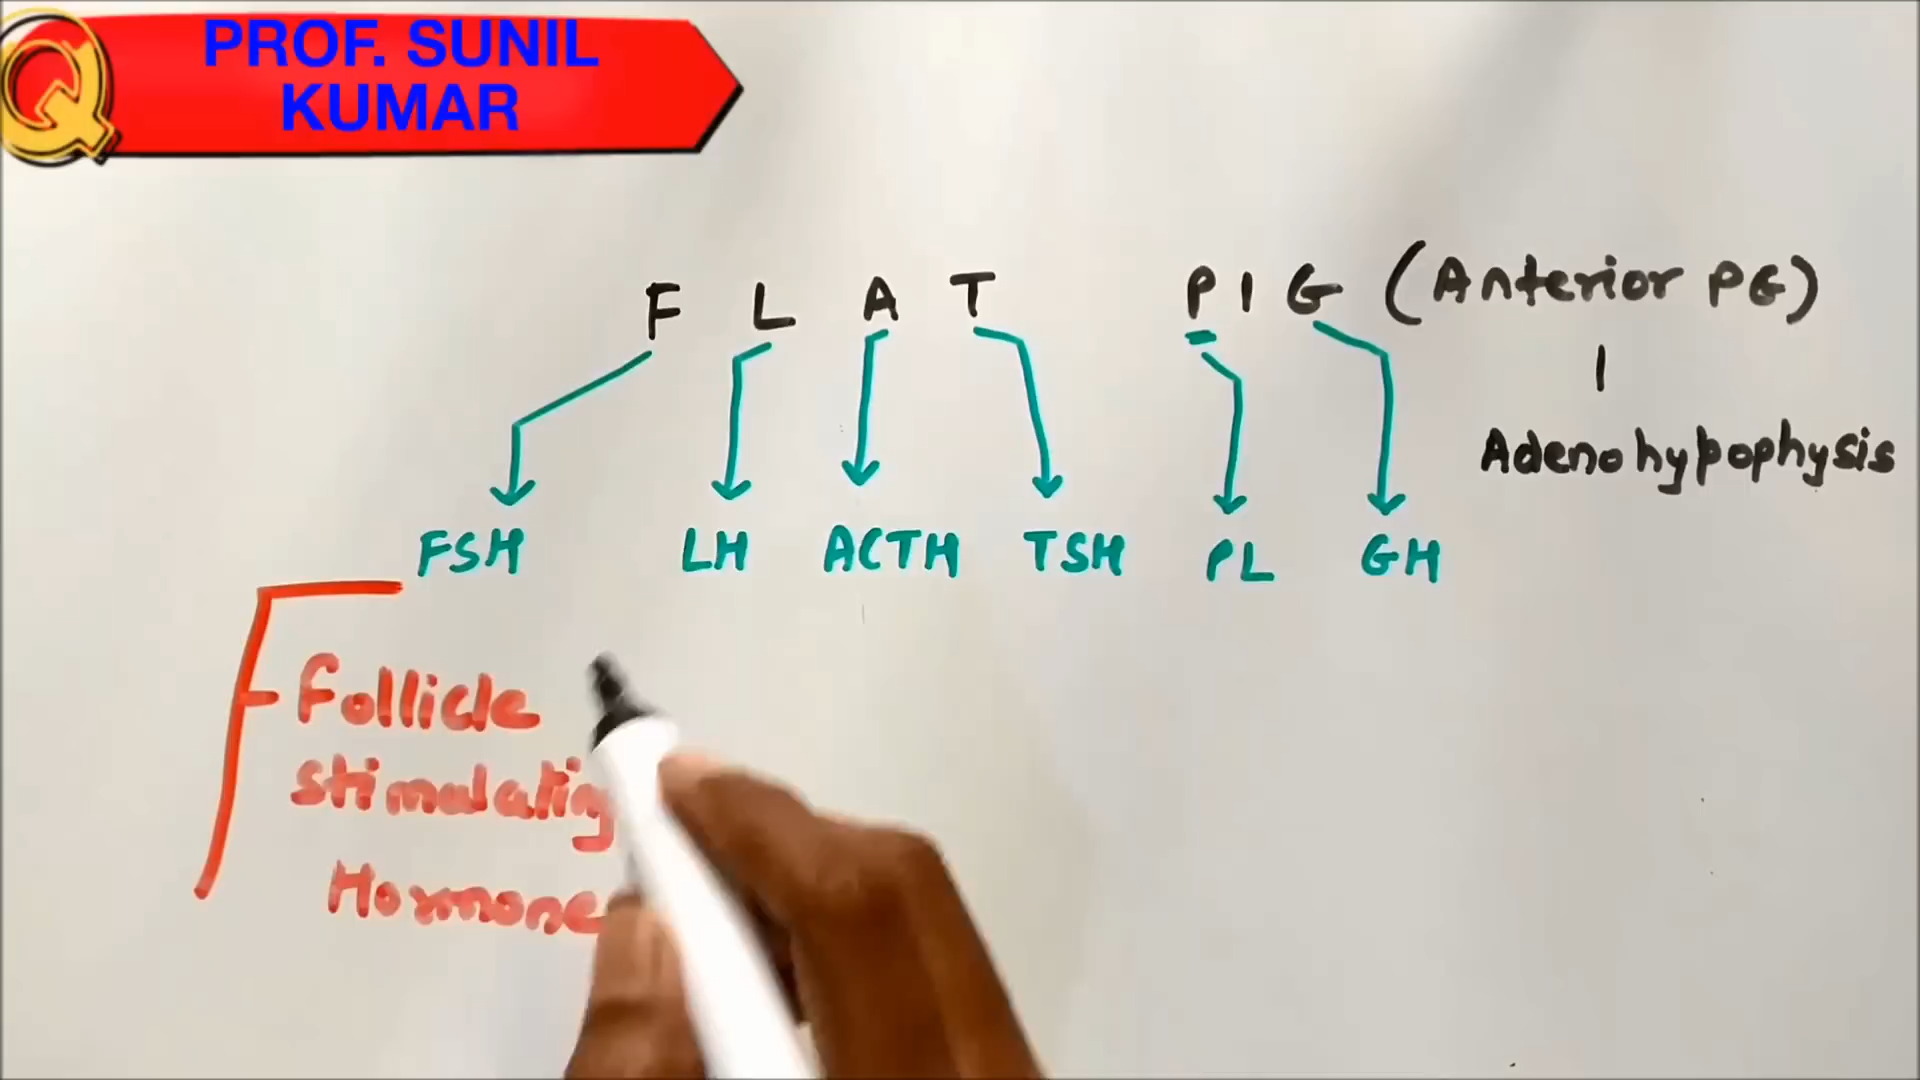 PROF. SUNIL
KUMAR
F L A T P I G (Anterior PG)
Adenohypophysis
FSH LH ACTH TSH PL GH
Follicle
Stimulating
Hormone